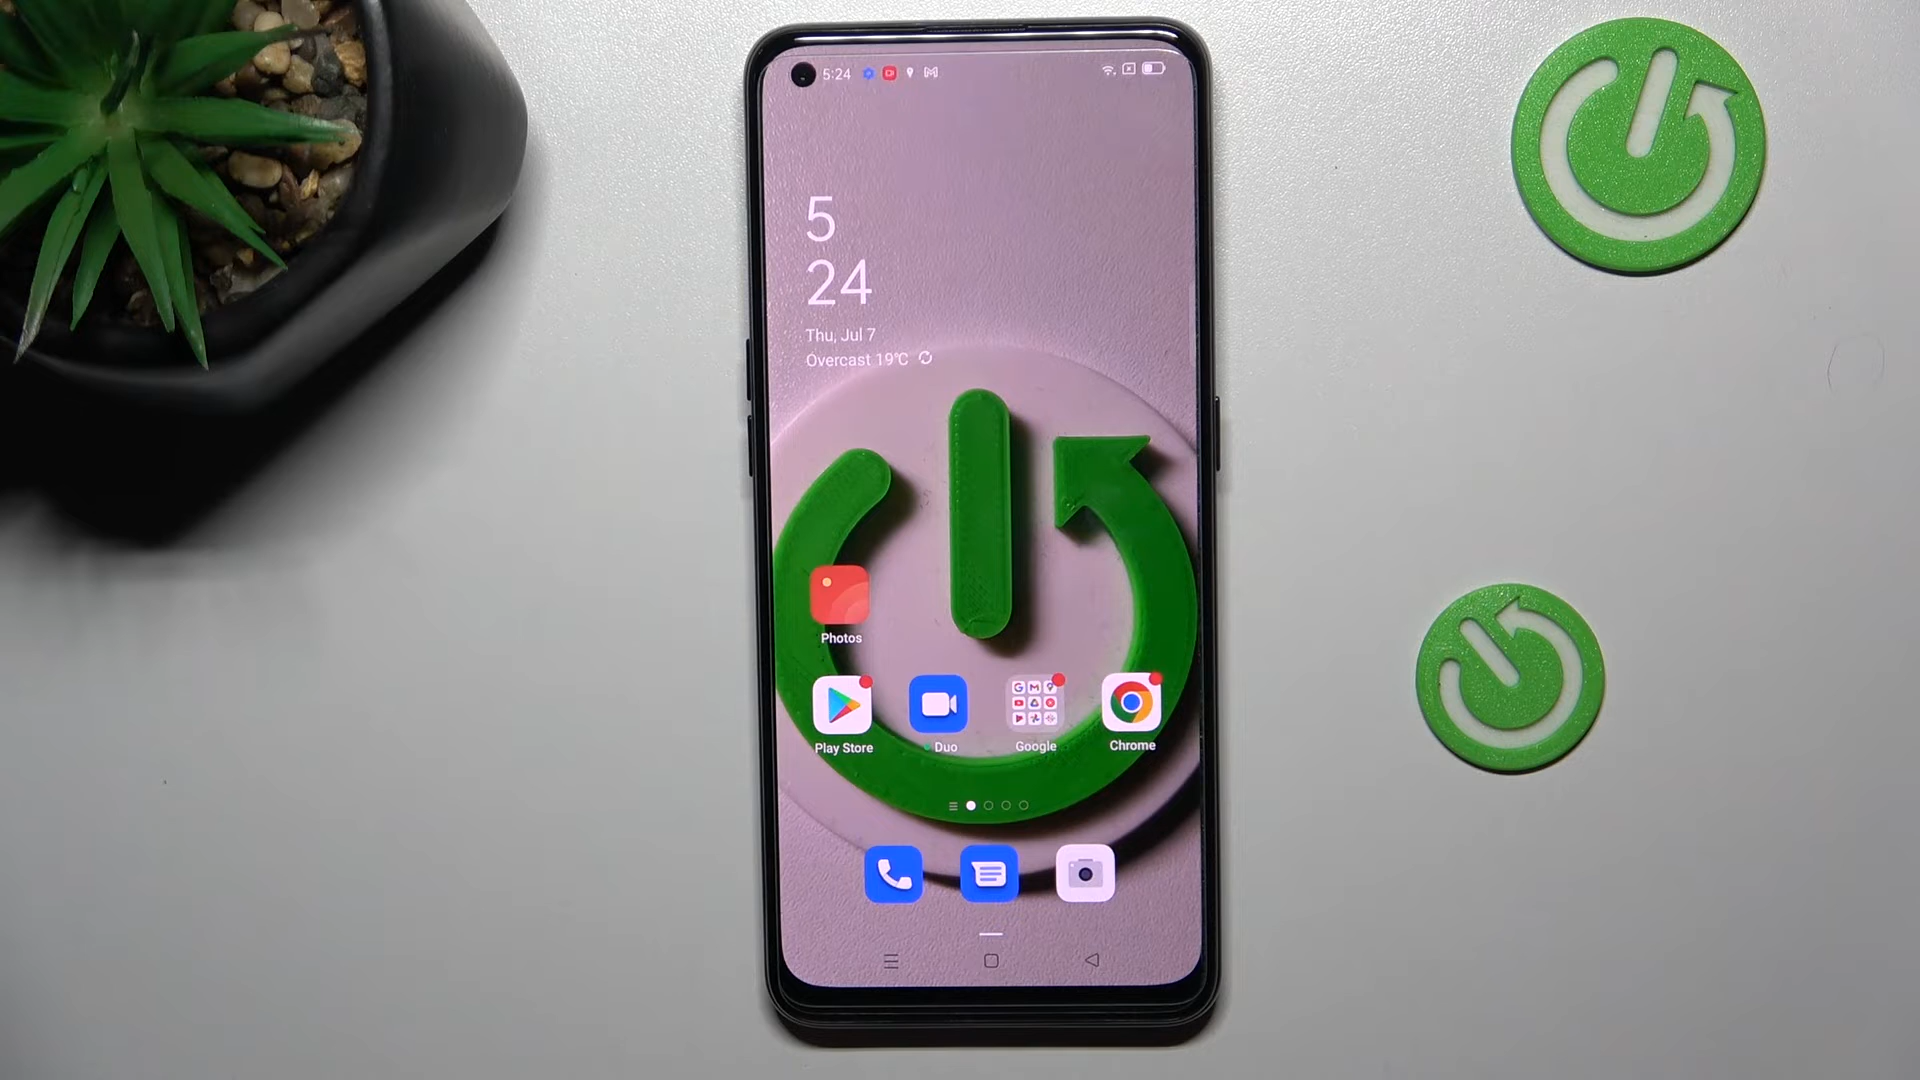 5:24
5
24
Thu, Jul 7
Overcast 19°C
Photos
Play Store
Duo
Google
Chrome